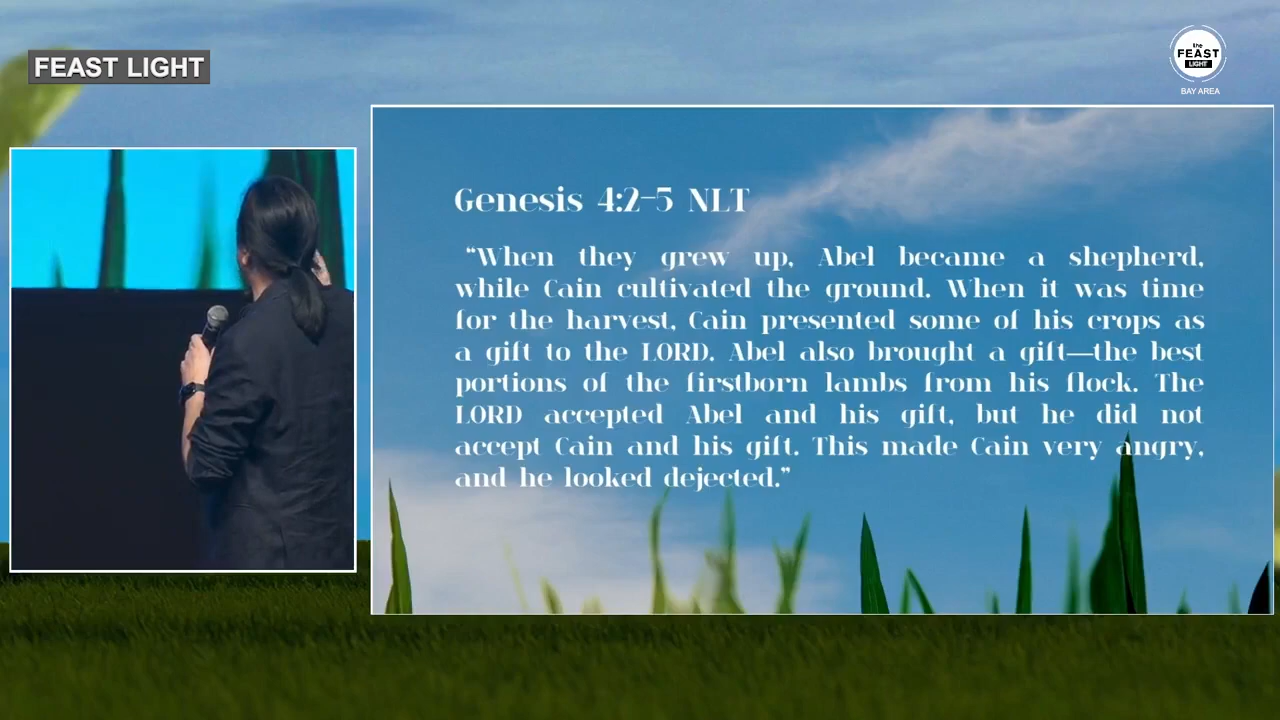 FEAST LIGHT
the
FEAST
LIGHT
BAY AREA
Genesis 4:2-5 NLT
“When they grew up, Abel became a shepherd,
while Cain cultivated the ground. When it was time
for the harvest, Cain presented some of his crops as
a gift to the LORD. Abel also brought a gift—the best
portions of the firstborn lambs from his flock. The
LORD accepted Abel and his gift, but he did not
accept Cain and his gift. This made Cain very angry,
and he looked dejected.”